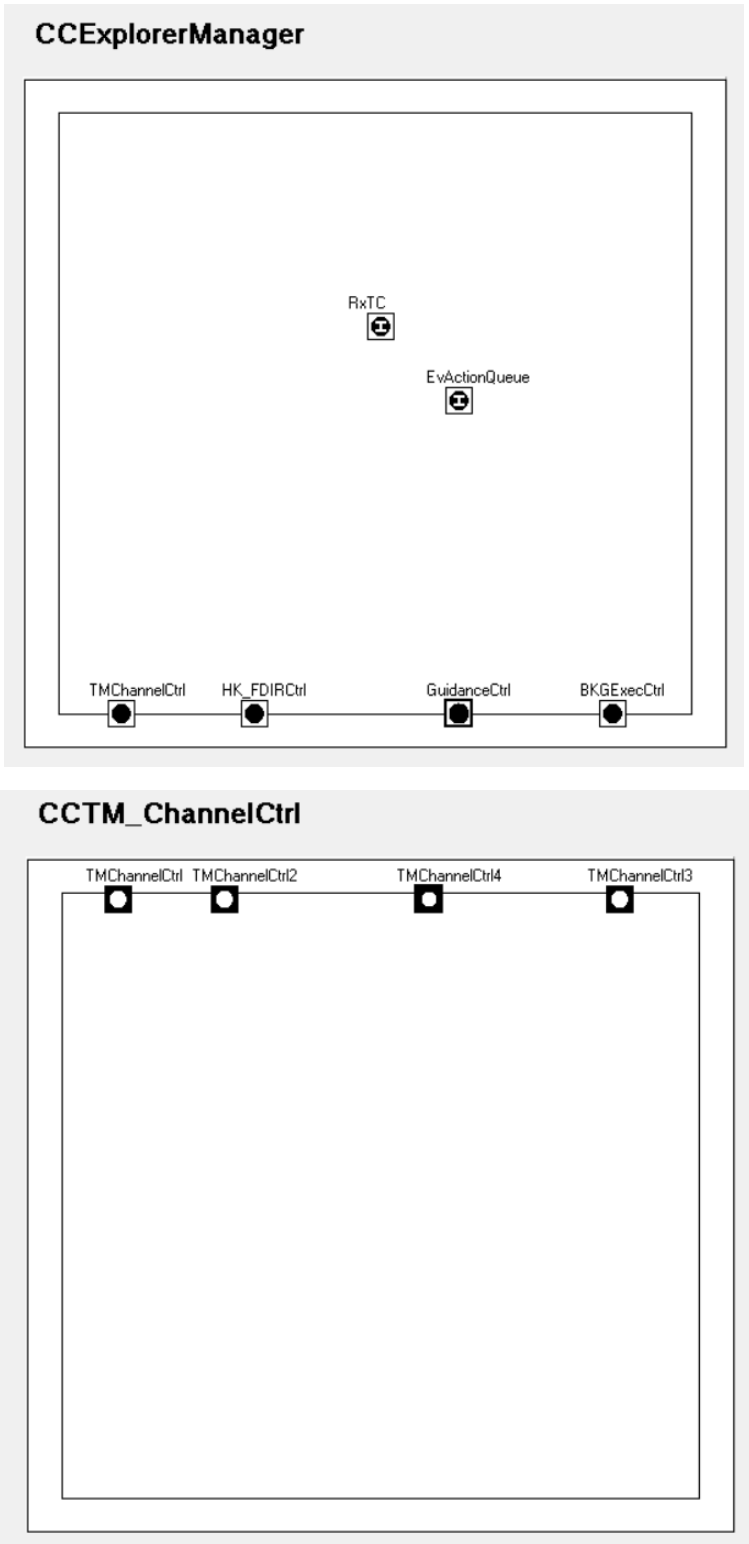 CCExplorerManager
RxTC
EvActionQueue
TMChannelCtrl HK_FDIRCtrl GuidanceCtrl BKGExecCtrl
CCTM_ChannelCtrl
TMChannelCtrl TMChannelCtrl2 TMChannelCtrl4 TMChannelCtrl3